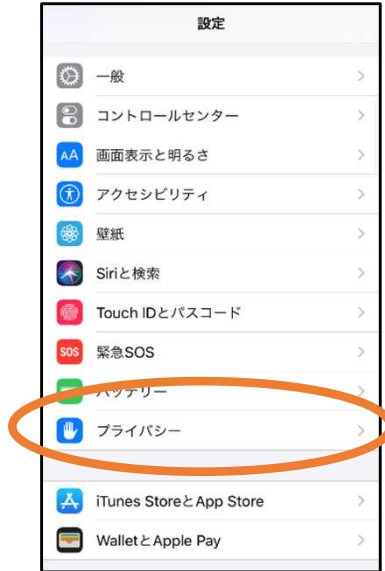 設定
一般
コントロールセンター
AA 画面表示と明るさ
アクセシビリティ
壁紙
Siriと検索
Touch IDとパスコード
SOS 緊急SOS
バッテリー
プライバシー
iTunes StoreとApp Store
WalletとApple Pay